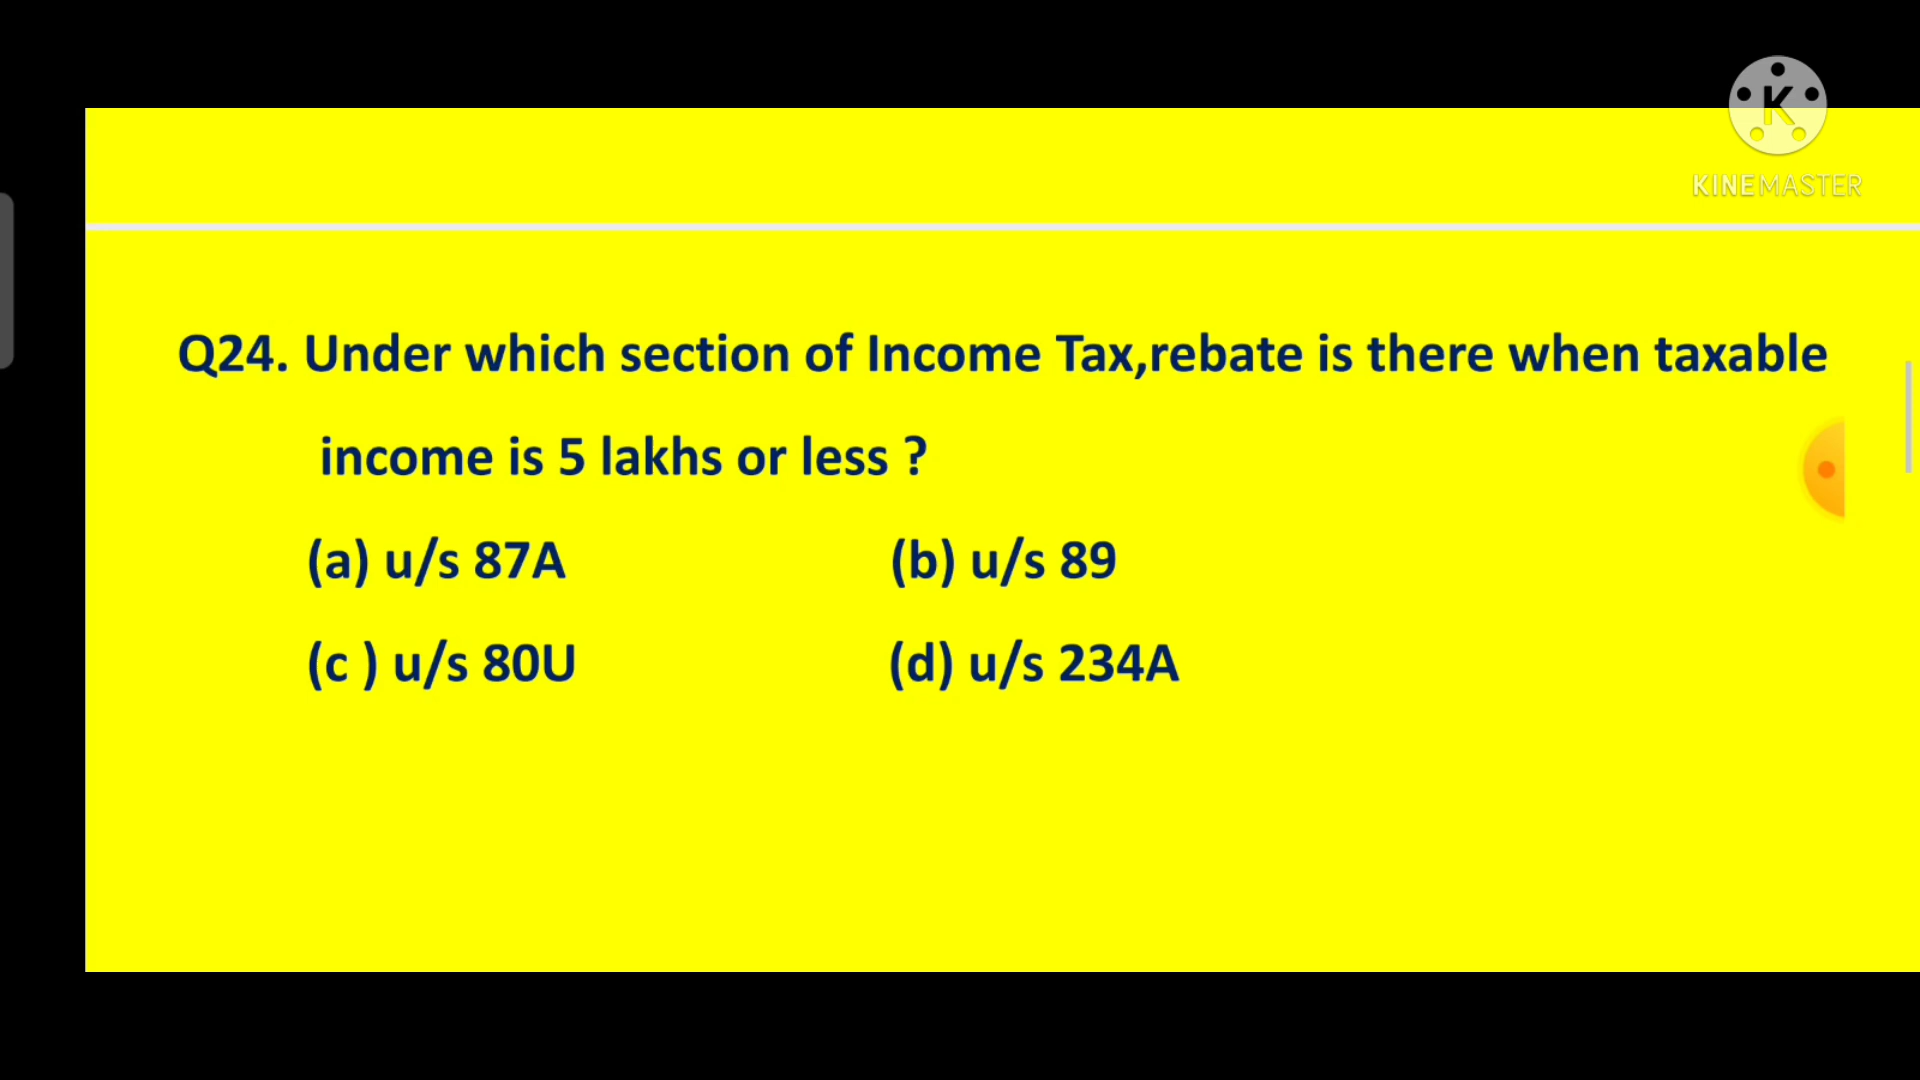 K
KINEMASTER
Q24. Under which section of Income Tax,rebate is there when taxable
income is 5 lakhs or less ?
(a) u/s 87A (b) u/s 89
(c ) u/s 80U (d) u/s 234A